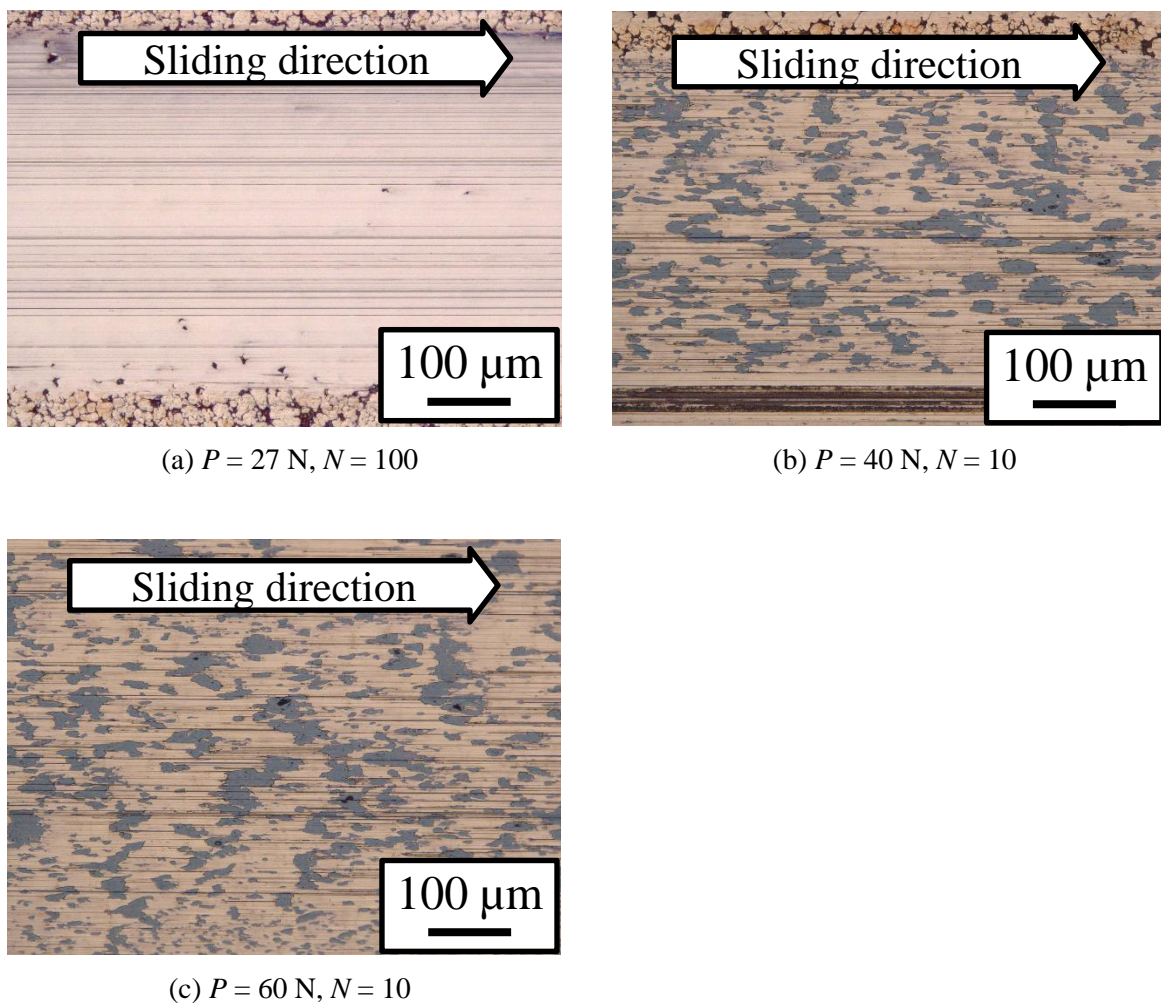 Sliding direction
Sliding direction
100 μm
100 μm
(a) P = 27 N, N = 100
(b) P = 40 N, N = 10
Sliding direction
100 μm
(c) P = 60 N, N = 10